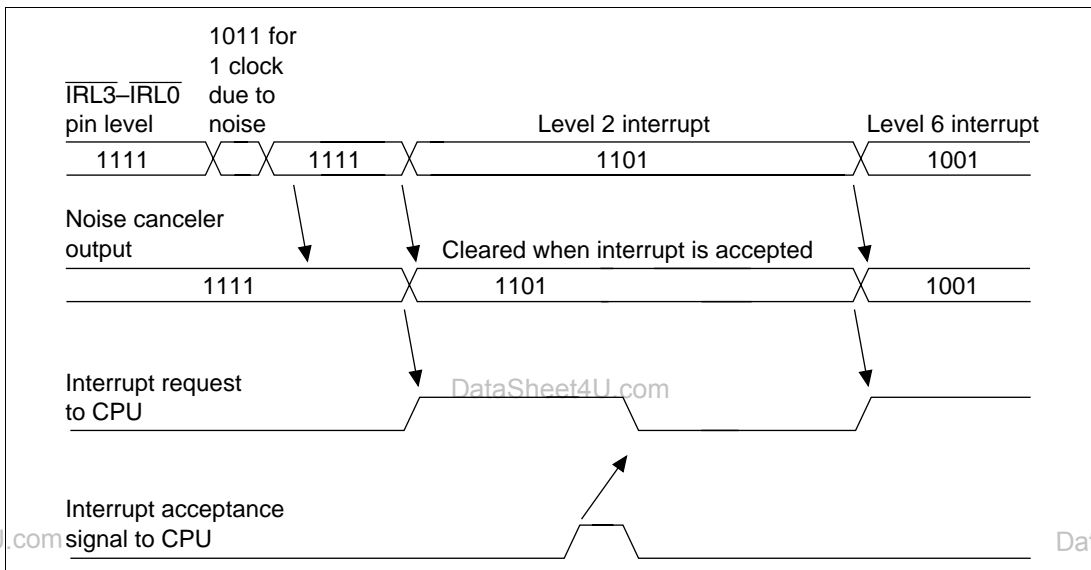 1011 for
1 clock
due to
noise
IRL3–IRL0
pin level
Level 2 interrupt
Level 6 interrupt
1111
1111
1101
1001
Noise canceler
output
Cleared when interrupt is accepted
1111
1101
1001
Interrupt request
to CPU
DataSheet4U.com
Interrupt acceptance
signal to CPU
U.com
Dat